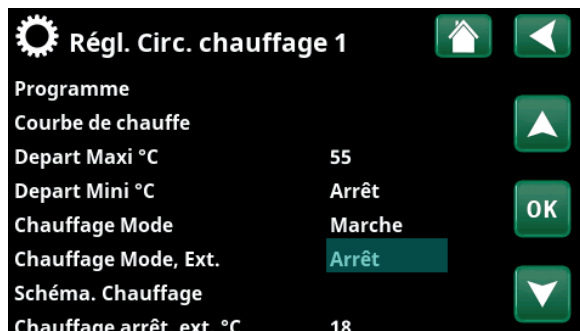 Régl. Circ. chauffage 1
Programme
Courbe de chauffe
Depart Maxi °C 55
Depart Mini °C Arrêt
Chauffage Mode Marche
OK
Chauffage Mode, Ext. Arrêt
Schéma. Chauffage
Chauffage arrêt, ext. °C 18